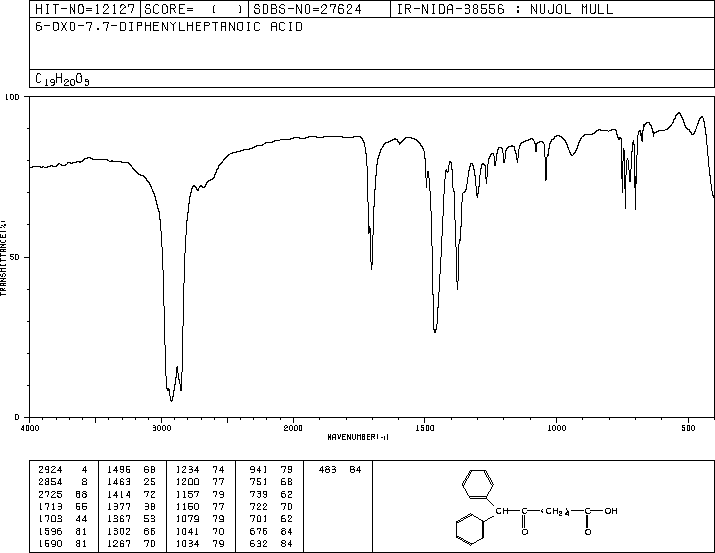 HIT-NO=12127 SCORE= ( ) SDBS-NO=27624 IR-NIDA-38556 : NUJOL MULL
6-OXO-7,7-DIPHENYLHEPTANOIC ACID
C19H20O3
100
50
0
TRANSMITTANCE(%)
4000 3000 2000 1500 1000 500
WAVENUMBER(-1)
2924 4 1496 68 1234 74 941 79 483 84
2854 8 1463 25 1200 77 751 68
2725 68 1414 72 1157 79 739 62
1713 55 1377 38 1150 77 722 70
1703 44 1367 53 1079 79 701 62
1596 81 1302 66 1041 70 676 84
1590 81 1267 70 1034 79 632 84
CH C (CH2)4 C OH
O O